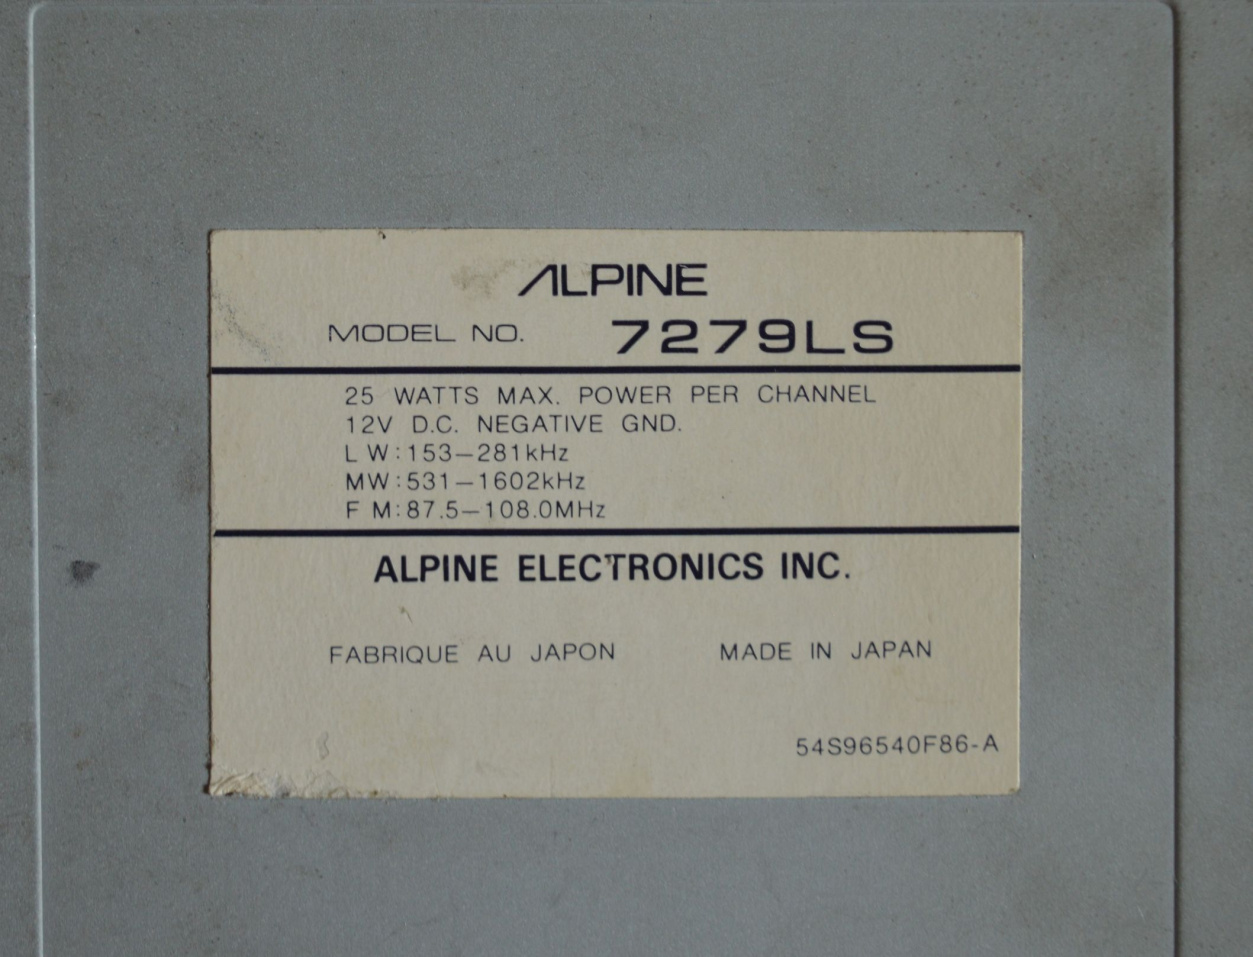 ALPINE
MODEL NO. 7279LS
25 WATTS MAX. POWER PER CHANNEL
12V D.C. NEGATIVE GND.
L W:153–281kHz
MW:531–1602kHz
F M:87.5–108.0MHz
ALPINE ELECTRONICS INC.
FABRIQUE AU JAPON MADE IN JAPAN
54S96540F86-A